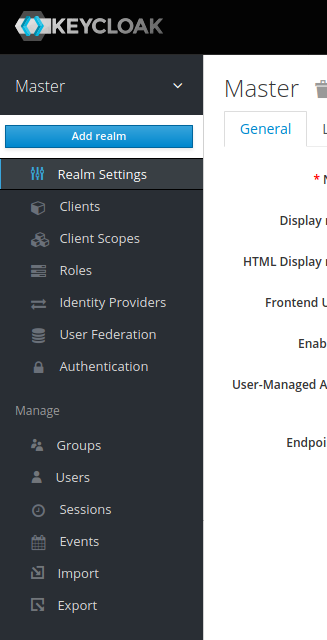 KEYCLOAK
Master
Add realm
Realm Settings
Clients
Client Scopes
Roles
Identity Providers
User Federation
Authentication
Manage
Groups
Users
Sessions
Events
Import
Export
Master
General
* N
Display
HTML Display
Frontend U
Enab
User-Managed A
Endpoi